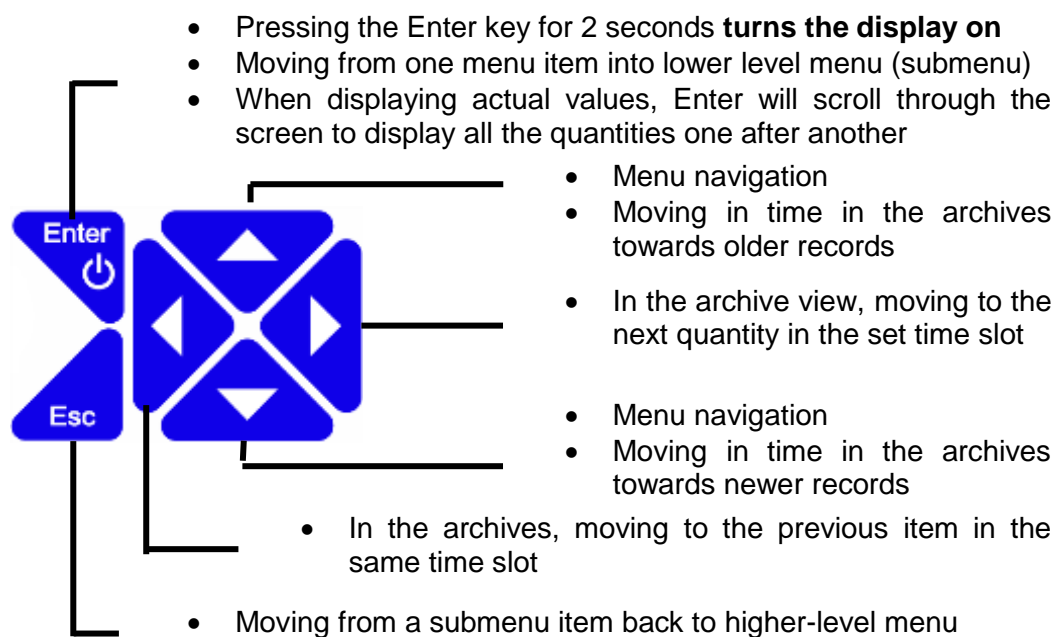 • Pressing the Enter key for 2 seconds turns the display on
• Moving from one menu item into lower level menu (submenu)
• When displaying actual values, Enter will scroll through the
screen to display all the quantities one after another
• Menu navigation
• Moving in time in the archives
towards older records
Enter
• In the archive view, moving to the
next quantity in the set time slot
Esc
• Menu navigation
• Moving in time in the archives
towards newer records
• In the archives, moving to the previous item in the
same time slot
• Moving from a submenu item back to higher-level menu